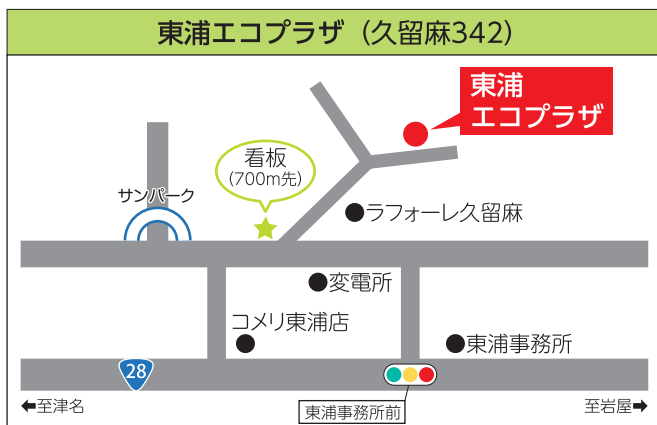 東浦エコプラザ（久留麻342）
東浦
エコプラザ
看板
(700m先)
サンパーク
ラフォーレ久留麻
変電所
コメリ東浦店
東浦事務所
28
←至津名
東浦事務所前
至岩屋→